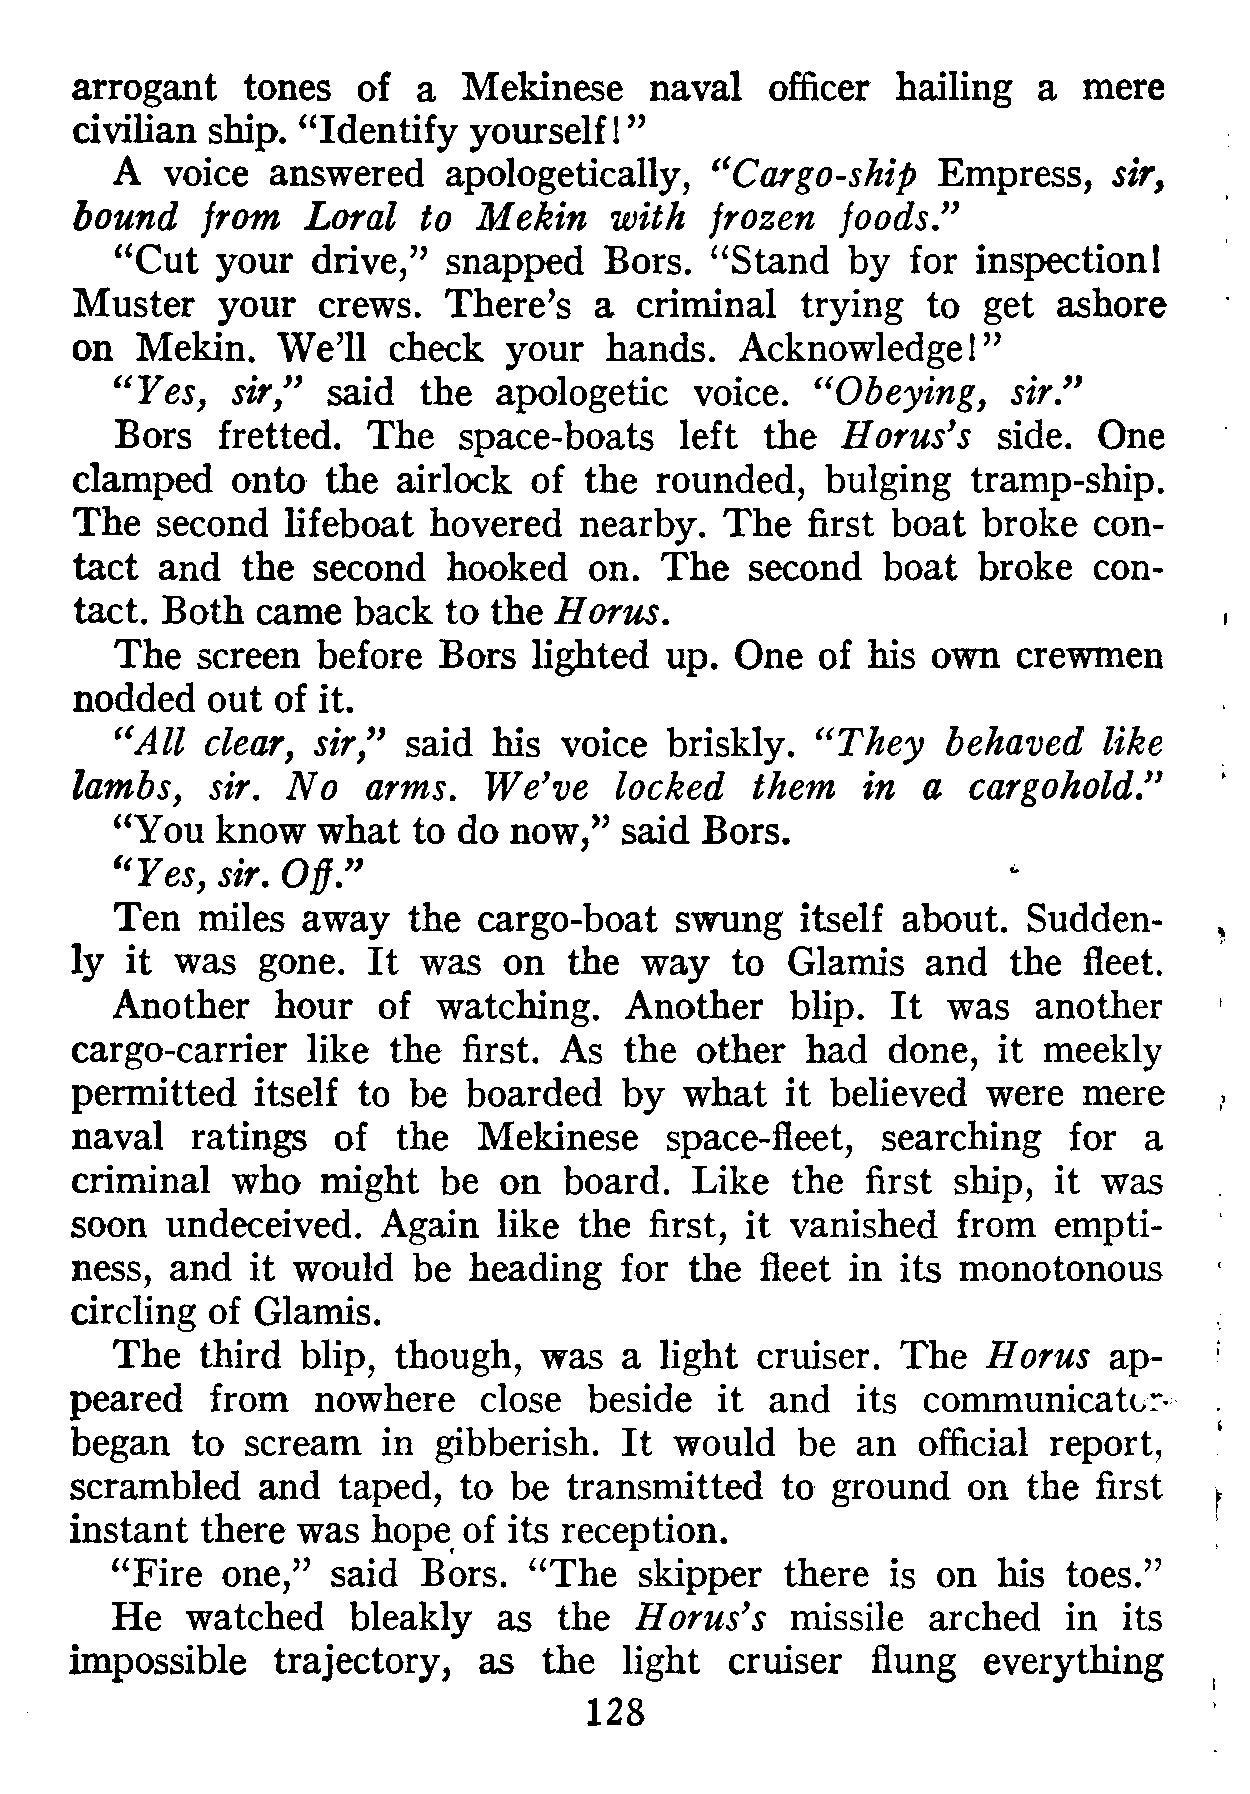 arrogant tones of a Mekinese naval officer hailing a mere
civilian ship. “Identify yourself!”
A voice answered apologetically, “Cargo-ship Empress, sir,
bound from Loral to Mekin with frozen foods.”
“Cut your drive,” snapped Bors. “Stand by for inspection!
Muster your crews. There’s a criminal trying to get ashore
on Mekin. We’ll check your hands. Acknowledge!”
“Yes, sir,” said the apologetic voice. “Obeying, sir.”
Bors fretted. The space-boats left the Horus’s side. One
clamped onto the airlock of the rounded, bulging tramp-ship.
The second lifeboat hovered nearby. The first boat broke con-
tact and the second hooked on. The second boat broke con-
tact. Both came back to the Horus.
The screen before Bors lighted up. One of his own crewmen
nodded out of it.
“All clear, sir,” said his voice briskly. “They behaved like
lambs, sir. No arms. We’ve locked them in a cargohold.”
“You know what to do now,” said Bors.
“Yes, sir. Off.”
Ten miles away the cargo-boat swung itself about. Sudden-
ly it was gone. It was on the way to Glamis and the fleet.
Another hour of watching. Another blip. It was another
cargo-carrier like the first. As the other had done, it meekly
permitted itself to be boarded by what it believed were mere
naval ratings of the Mekinese space-fleet, searching for a
criminal who might be on board. Like the first ship, it was
soon undeceived. Again like the first, it vanished from empti-
ness, and it would be heading for the fleet in its monotonous
circling of Glamis.
The third blip, though, was a light cruiser. The Horus ap-
peared from nowhere close beside it and its communicator
began to scream in gibberish. It would be an official report,
scrambled and taped, to be transmitted to ground on the first
instant there was hope of its reception.
“Fire one,” said Bors. “The skipper there is on his toes.”
He watched bleakly as the Horus’s missile arched in its
impossible trajectory, as the light cruiser flung everything
128